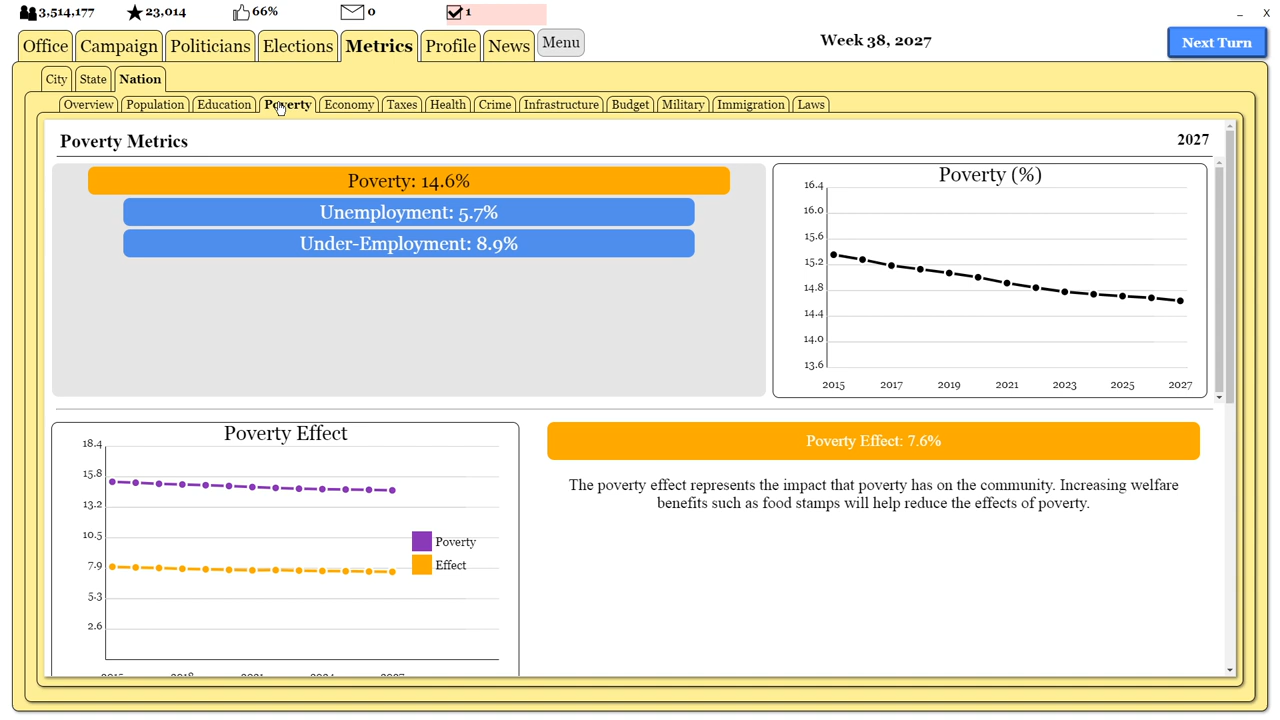 3,514,177 23,014 66% 0 1 _ X
Office Campaign Politicians Elections Metrics Profile News Menu Week 38, 2027 Next Turn
City State Nation
Overview Population Education Poverty Economy Taxes Health Crime Infrastructure Budget Military Immigration Laws
Poverty Metrics 2027
Poverty: 14.6%
Unemployment: 5.7%
Under-Employment: 8.9%
Poverty (%)
16.4
16.0
15.6
15.2
14.8
14.4
14.0
13.6
2015 2017 2019 2021 2023 2025 2027
Poverty Effect
18.4
15.8
13.2
10.5
7.9
5.3
2.6
Poverty
Effect
2015 2018 2021 2024 2027
Poverty Effect: 7.6%
The poverty effect represents the impact that poverty has on the community. Increasing welfare
benefits such as food stamps will help reduce the effects of poverty.